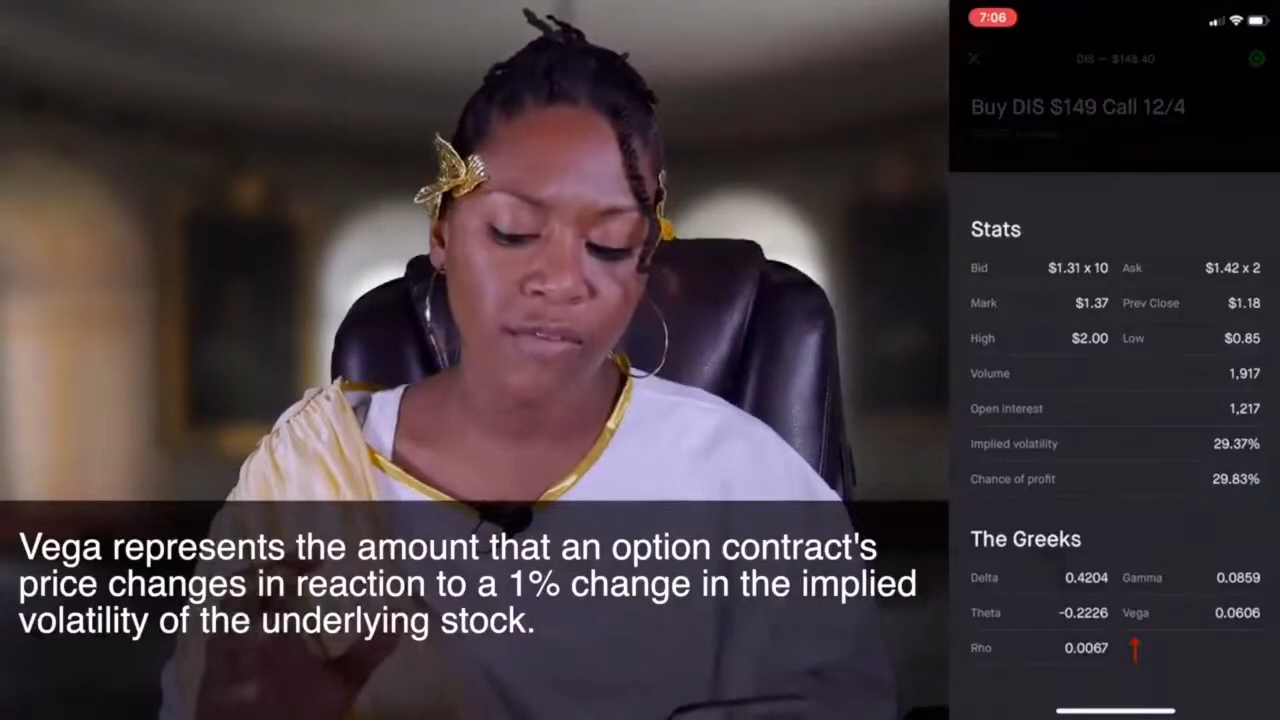 7:06
DIS — $148.40
Buy DIS $149 Call 12/4
Stats
Bid $1.31 x 10 Ask $1.42 x 2
Mark $1.37 Prev Close $1.18
High $2.00 Low $0.85
Volume 1,917
Open interest 1,217
Implied volatility 29.37%
Chance of profit 29.83%
The Greeks
Delta 0.4204 Gamma 0.0859
Theta -0.2226 Vega 0.0606
Rho 0.0067
Vega represents the amount that an option contract's
price changes in reaction to a 1% change in the implied
volatility of the underlying stock.